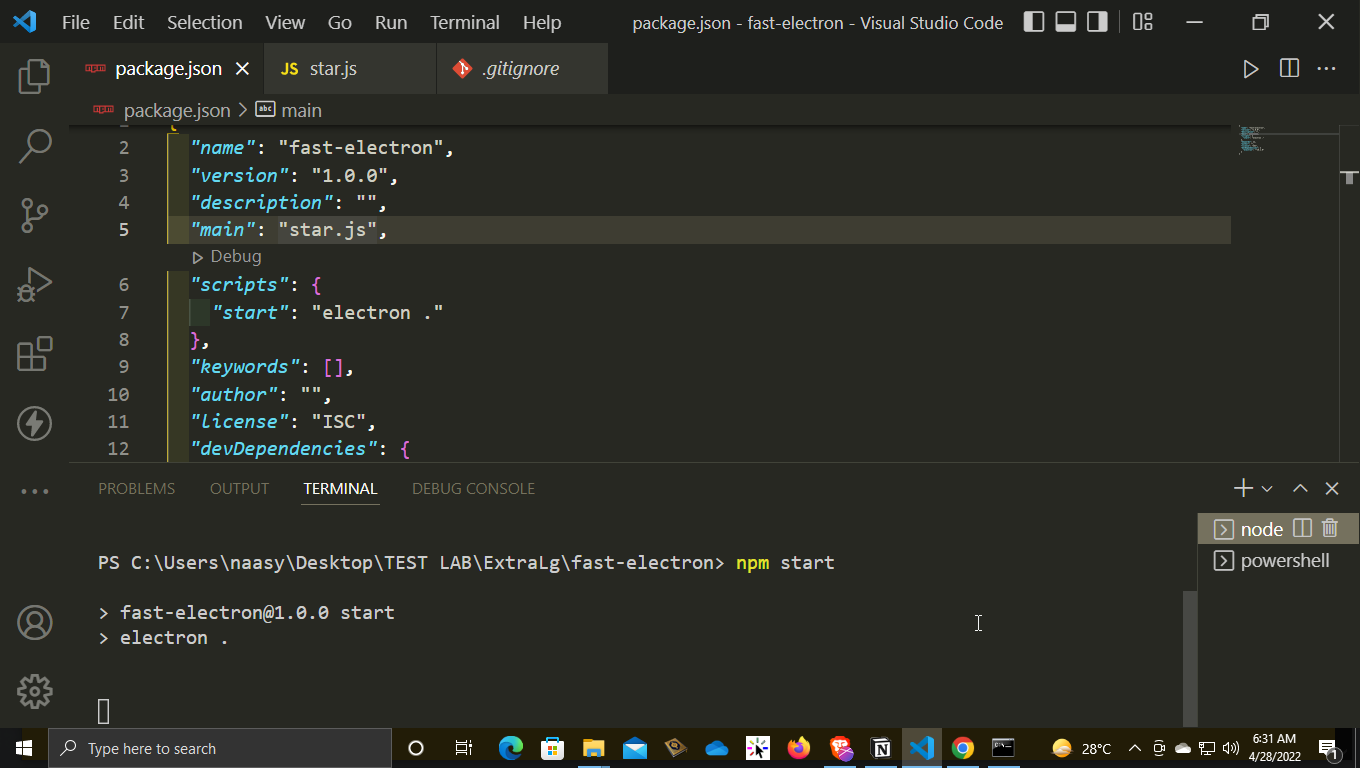 File Edit Selection View Go Run Terminal Help package.json - fast-electron - Visual Studio Code
package.json JS star.js .gitignore
package.json > abc main
{
2 "name": "fast-electron",
3 "version": "1.0.0",
4 "description": "",
5 "main": "star.js",
Debug
6 "scripts": {
7 "start": "electron ."
8 },
9 "keywords": [],
10 "author": "",
11 "license": "ISC",
12 "devDependencies": {
PROBLEMS OUTPUT TERMINAL DEBUG CONSOLE
node
powershell
PS C:\Users\naasy\Desktop\TEST LAB\ExtraLg\fast-electron> npm start
> fast-electron@1.0.0 start
> electron .
Type here to search
28°C
6:31 AM
4/28/2022
1